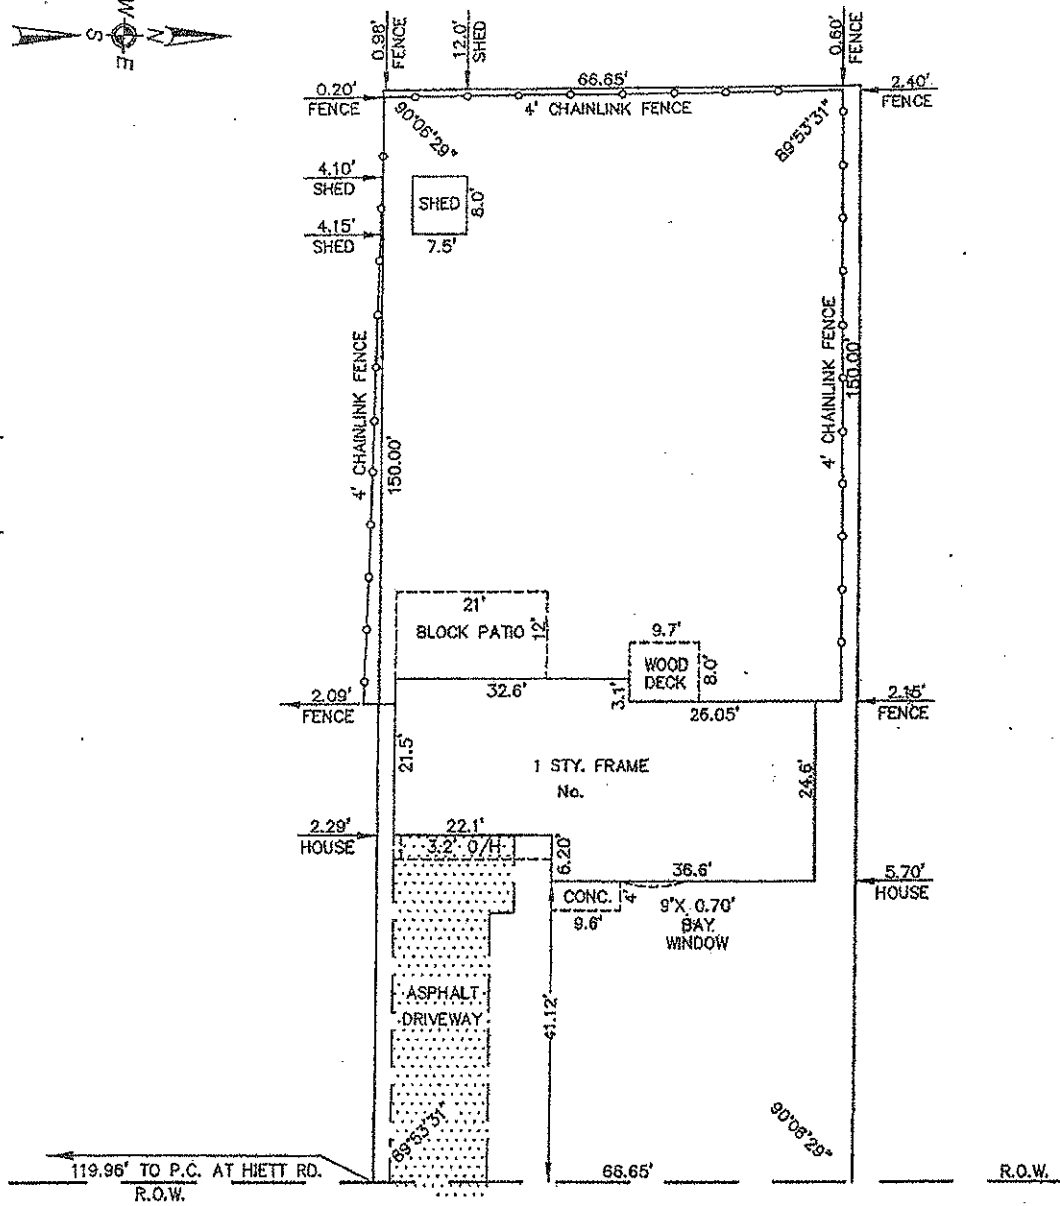 W
S
N
E
0.98'
FENCE
12.0'
SHED
0.60'
FENCE
0.20'
FENCE
66.65'
4' CHAINLINK FENCE
2.40'
FENCE
90°06'29"
89°53'31"
4.10'
SHED
SHED
8.0'
4.15'
SHED
7.5'
4' CHAINLINK FENCE
150.00'
4' CHAINLINK FENCE
150.00'
21'
BLOCK PATIO
12'
9.7'
WOOD
DECK
8.0'
32.6'
3.1'
2.09'
FENCE
26.05'
2.15'
FENCE
21.5'
1 STY. FRAME
No.
24.6'
2.29'
HOUSE
22.1'
3.2' O/H
6.20'
36.6'
5.70'
HOUSE
CONC.
4'
9.6'
9'X 0.70'
BAY
WINDOW
ASPHALT
DRIVEWAY
41.12'
89°53'31"
90°06'29"
119.96' TO P.C. AT HIETT RD.
66.65'
R.O.W.
R.O.W.